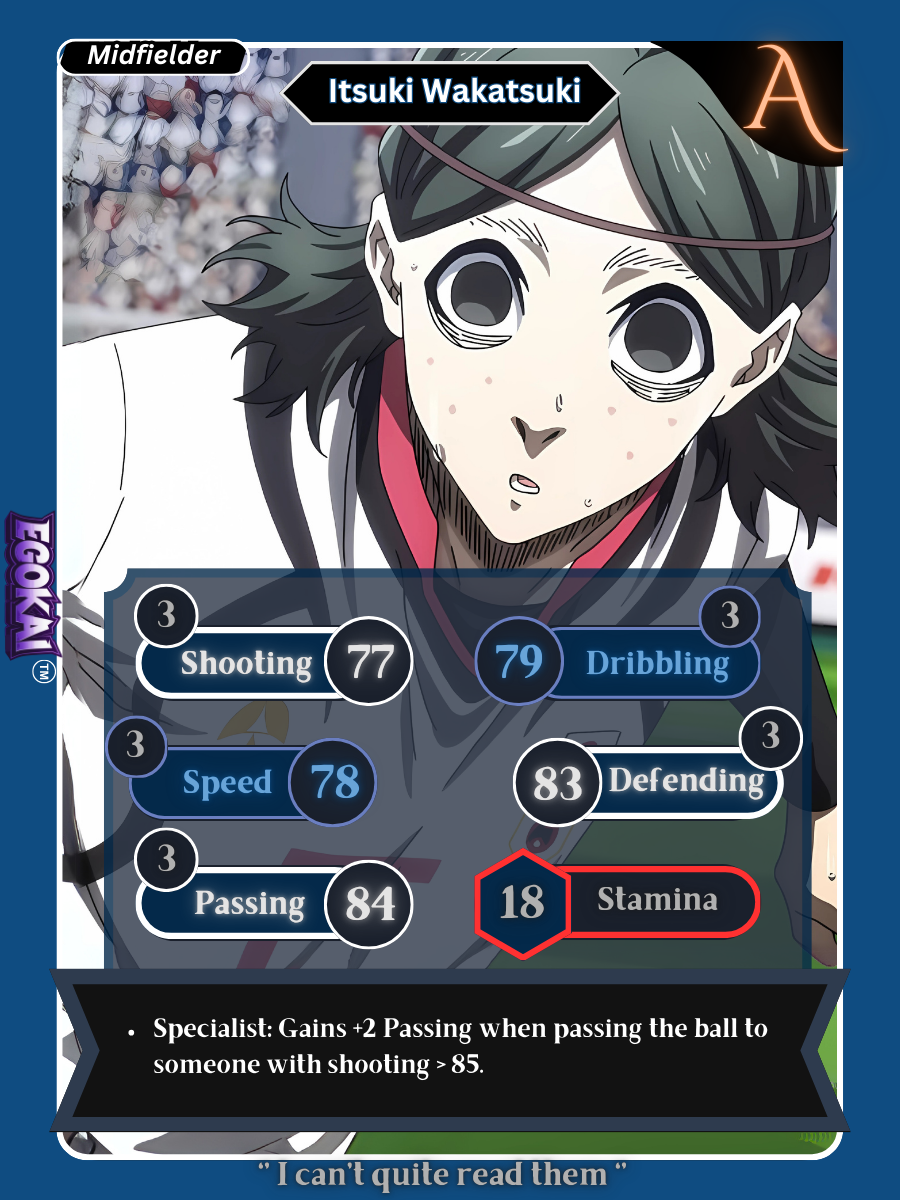 Midfielder
Itsuki Wakatsuki
A
EGOKAI
TM
3
Shooting 77
3
79 Dribbling
3
Speed 78
3
83 Defending
3
Passing 84
18 Stamina
• Specialist: Gains +2 Passing when passing the ball to
someone with shooting > 85.
“ I can't quite read them ”